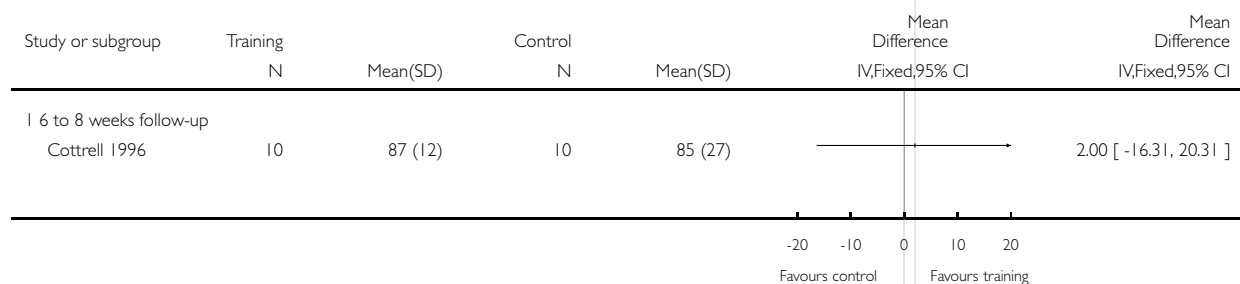 Study or subgroup Training Control Mean Difference Mean Difference
N Mean(SD) N Mean(SD) IV,Fixed,95% CI IV,Fixed,95% CI
1 6 to 8 weeks follow-up
Cottrell 1996 10 87 (12) 10 85 (27) 2.00 [ -16.31, 20.31 ]
-20 -10 0 10 20
Favours control Favours training